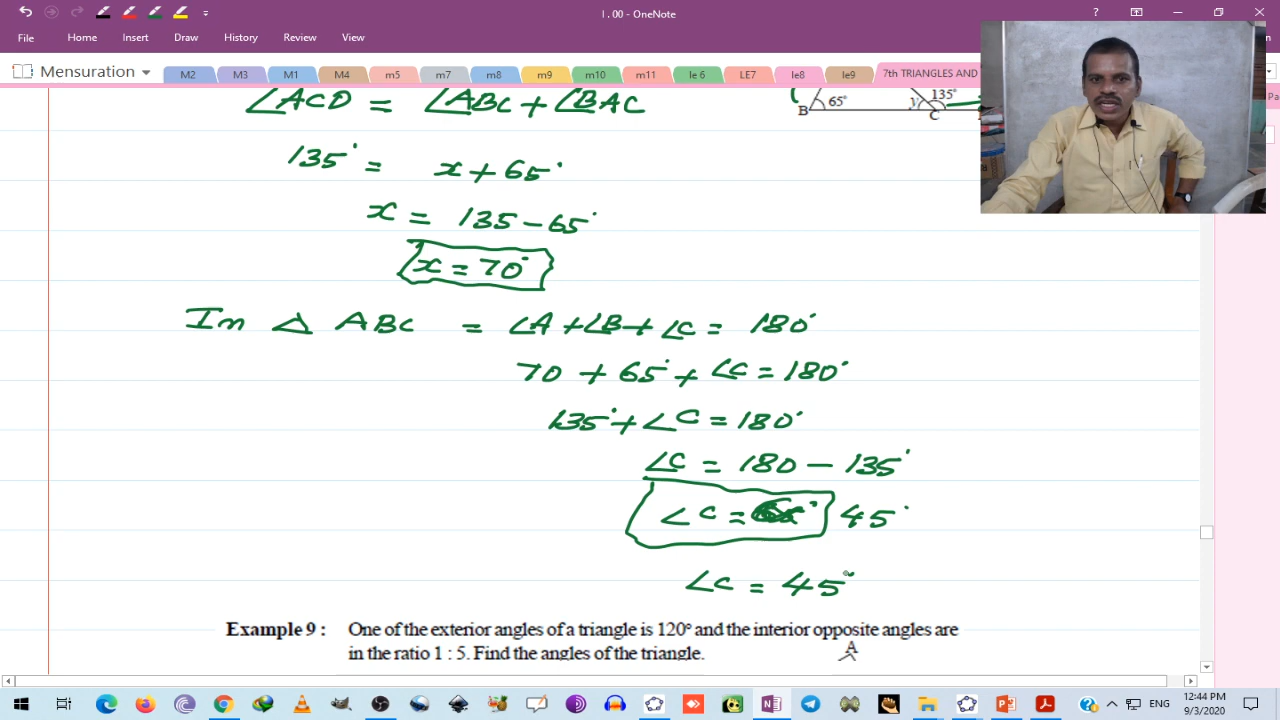 1.00 - OneNote
File Home Insert Draw History Review View
Mensuration M2 M3 M1 M4 m5 m7 m8 m9 m10 m11 le 6 LE7 le8 le9 7th TRIANGLES AND
Pa
∠ACD = ∠ABC + ∠BAC
B 65° y 135° C
135° = x + 65°
x = 135 - 65°
x = 70°
In △ ABC = ∠A + ∠B + ∠C = 180°
70 + 65° + ∠C = 180°
135° + ∠C = 180°
∠C = 180 - 135°
∠C = 45°
∠C = 45°
Example 9 : One of the exterior angles of a triangle is 120° and the interior opposite angles are
in the ratio 1 : 5. Find the angles of the triangle.
A
ENG 12:44 PM
9/3/2020